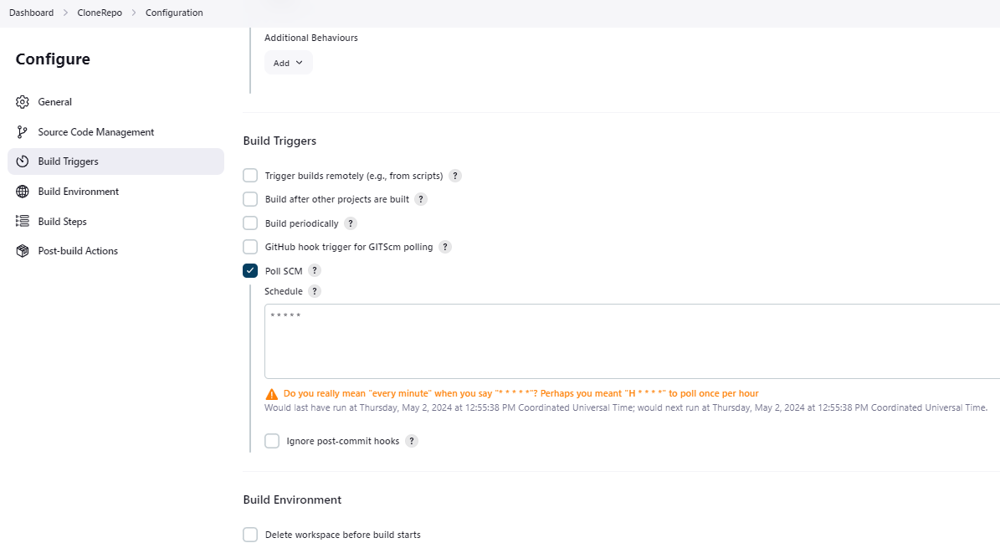 Dashboard > CloneRepo > Configuration
Configure
General
Source Code Management
Build Triggers
Build Environment
Build Steps
Post-build Actions
Additional Behaviours
Add
Build Triggers
Trigger builds remotely (e.g., from scripts) ?
Build after other projects are built ?
Build periodically ?
GitHub hook trigger for GITScm polling ?
Poll SCM ?
Schedule ?
* * * * *
Do you really mean "every minute" when you say "* * * * *"? Perhaps you meant "H * * * *" to poll once per hour
Would last have run at Thursday, May 2, 2024 at 12:55:38 PM Coordinated Universal Time; would next run at Thursday, May 2, 2024 at 12:55:38 PM Coordinated Universal Time.
Ignore post-commit hooks ?
Build Environment
Delete workspace before build starts